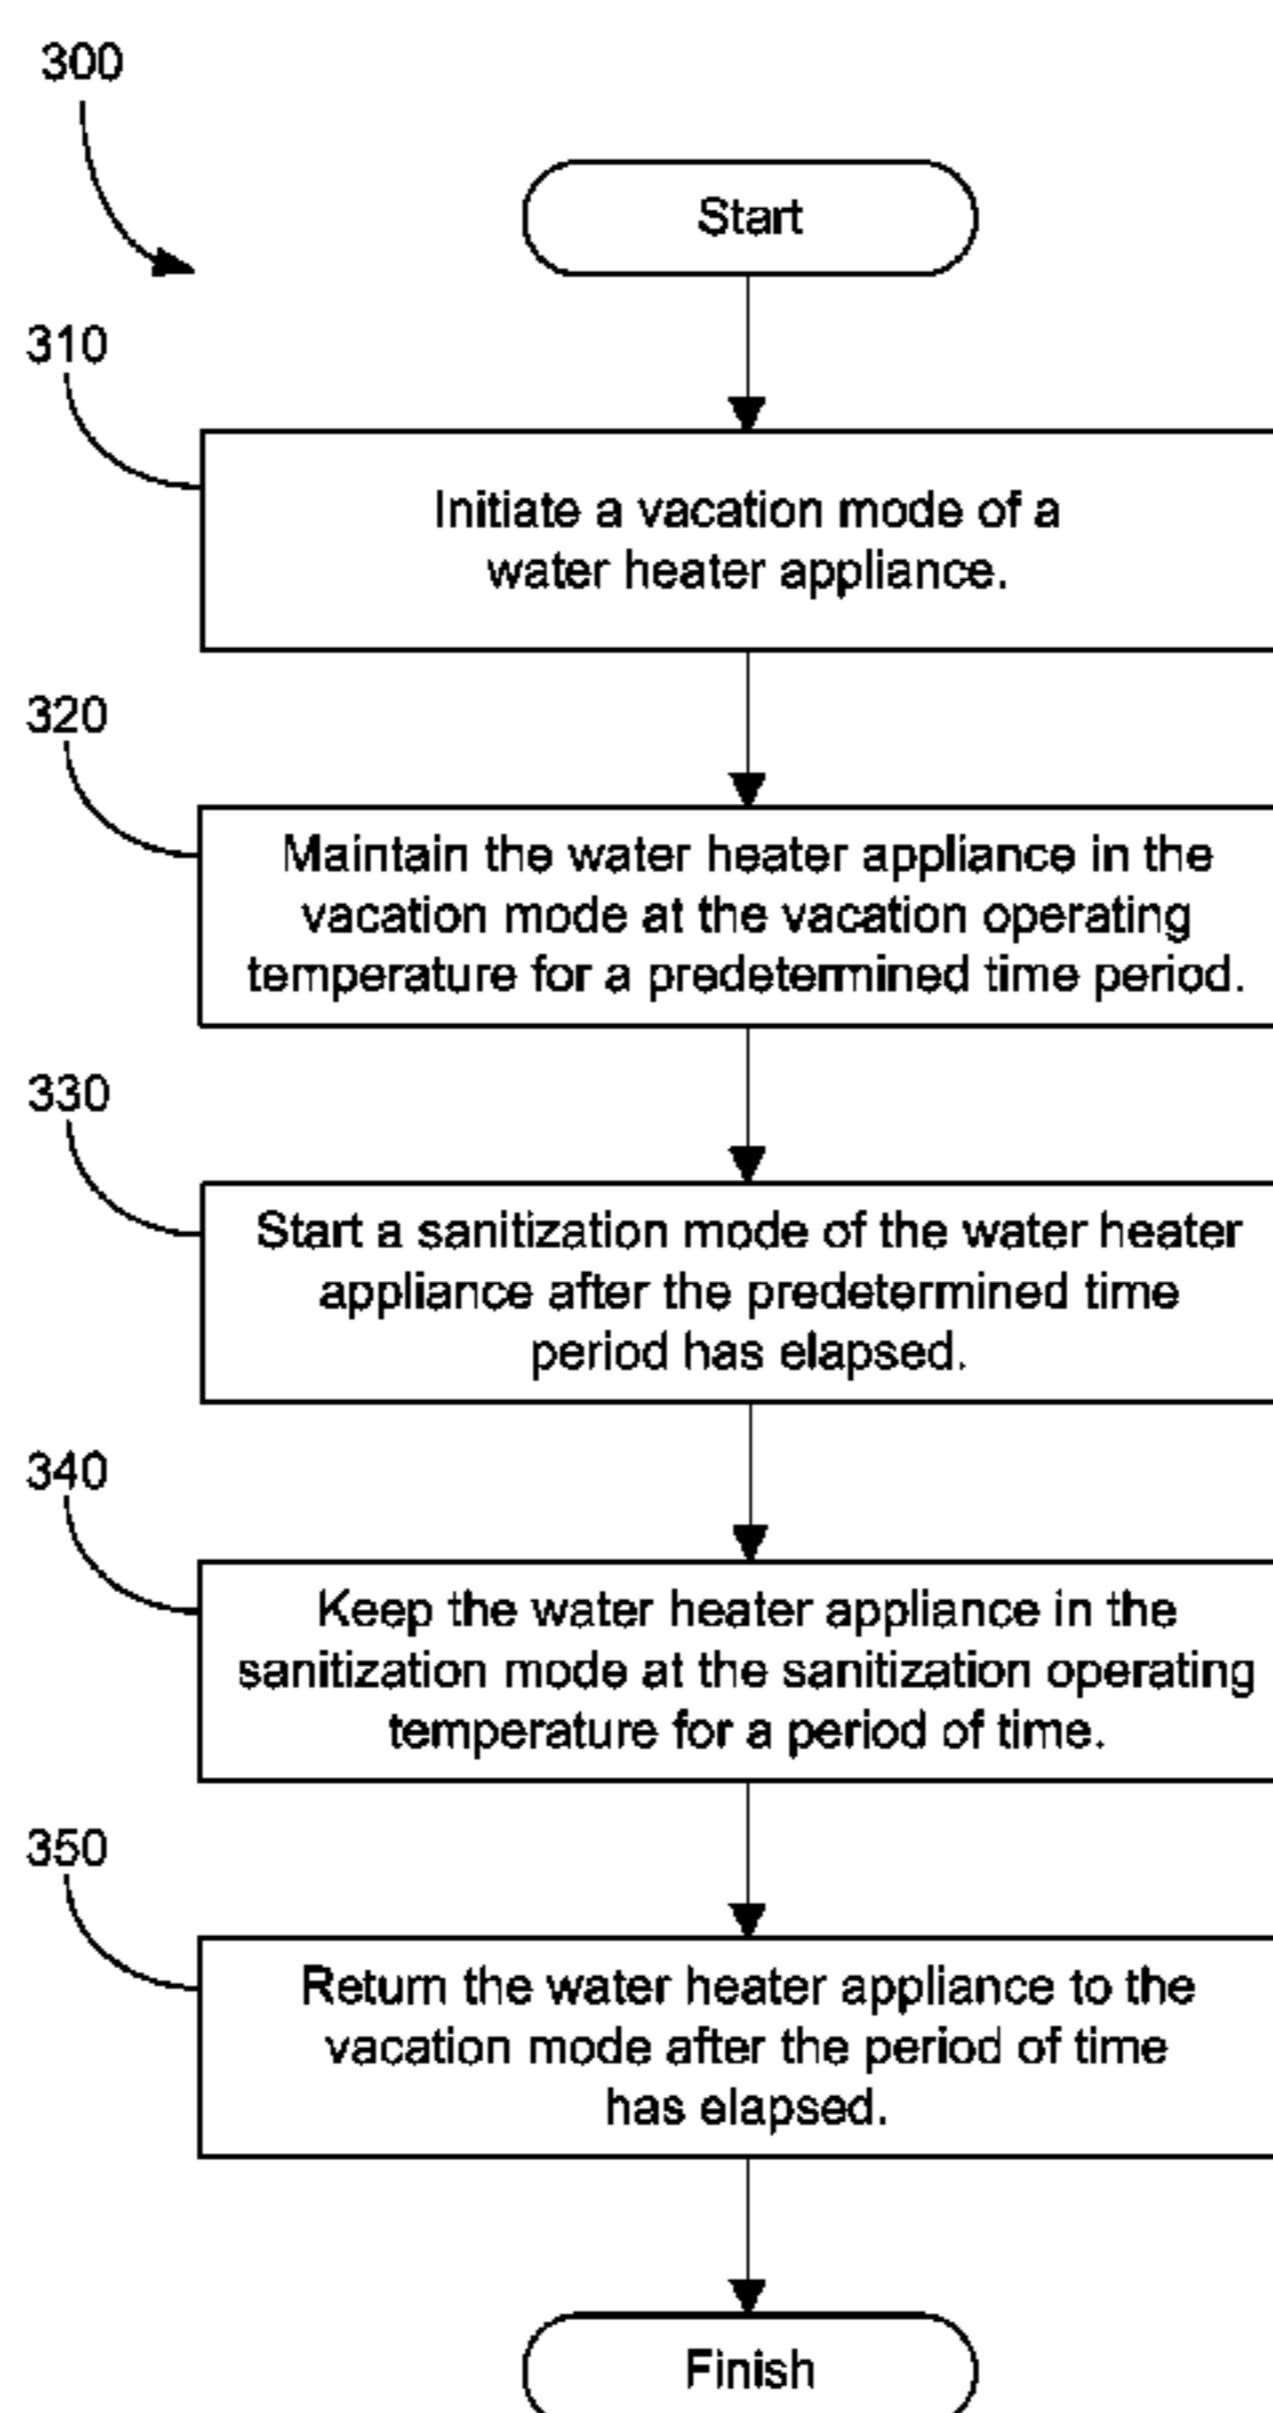 300
Start
310
Initiate a vacation mode of a
water heater appliance.
320
Maintain the water heater appliance in the
vacation mode at the vacation operating
temperature for a predetermined time period.
330
Start a sanitization mode of the water heater
appliance after the predetermined time
period has elapsed.
340
Keep the water heater appliance in the
sanitization mode at the sanitization operating
temperature for a period of time.
350
Return the water heater appliance to the
vacation mode after the period of time
has elapsed.
Finish